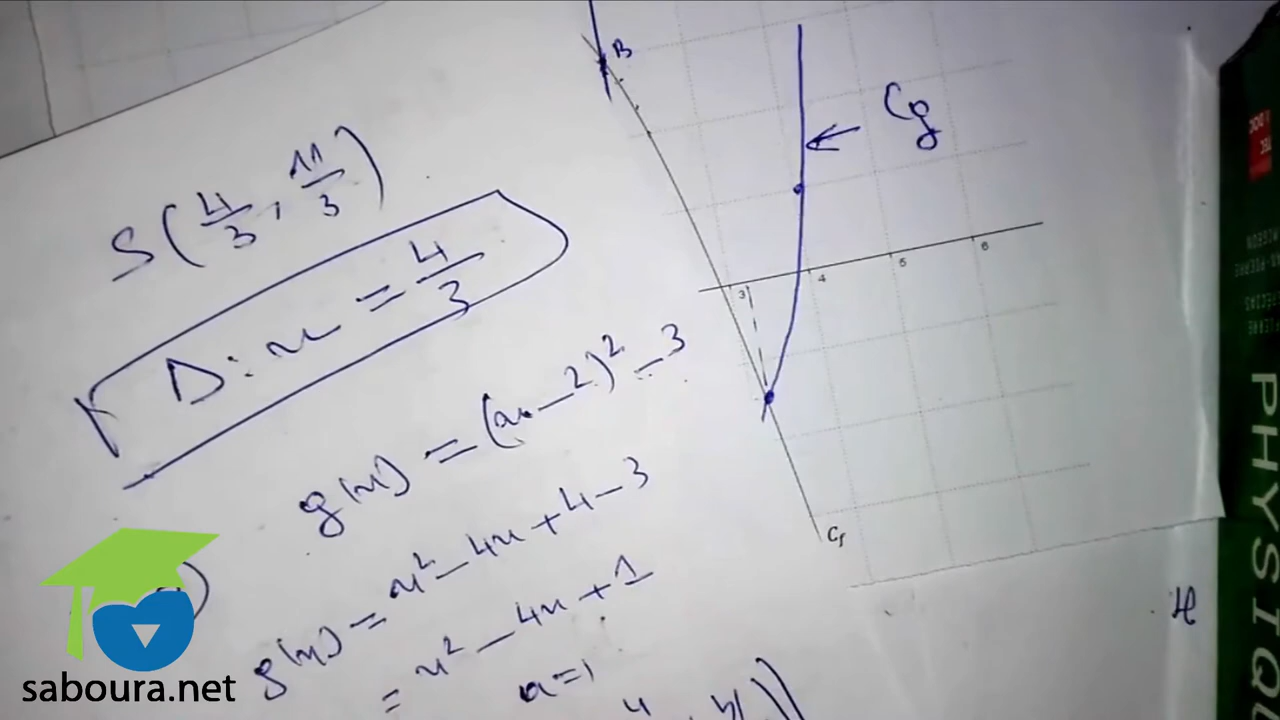 S(4/3, 11/3)
Δ: x = 4/3
g(x) = (x-2)² - 3
g(x) = x² - 4x + 4 - 3
= x² - 4x + 1
a = 1
B
Cg
3 4 5 6
Cf
PHYSIQU
saboura.net